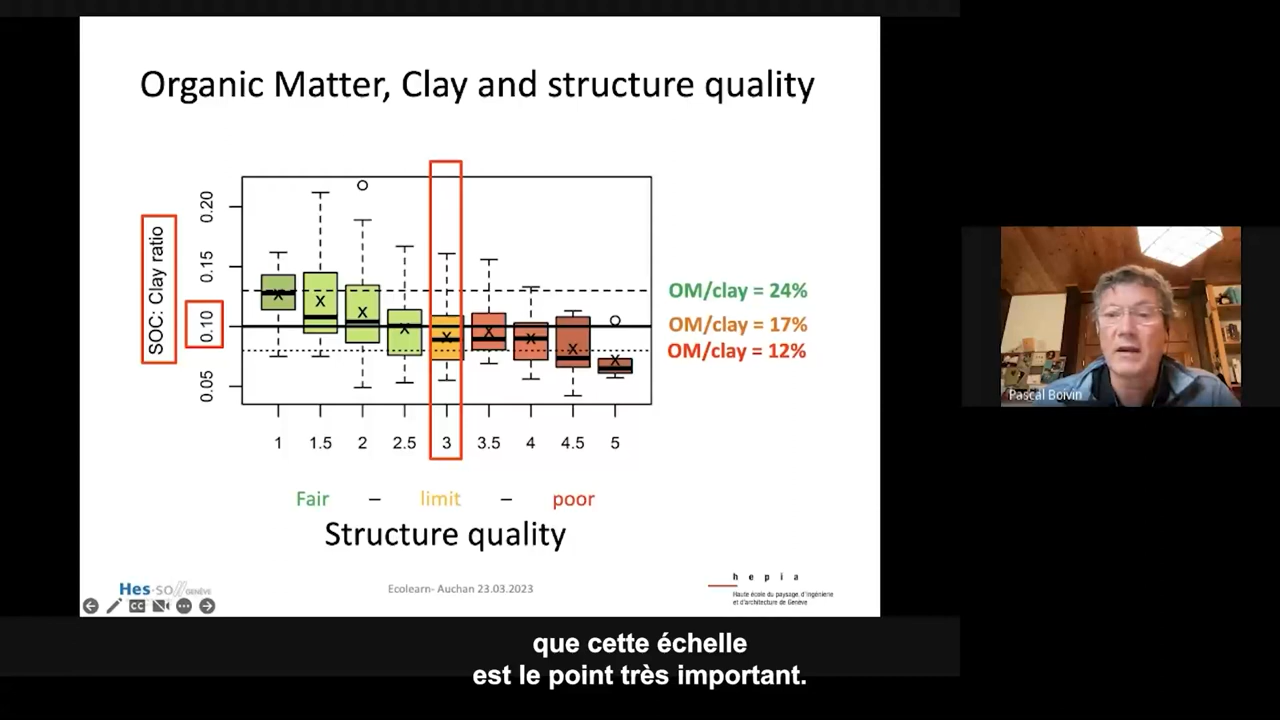 Organic Matter, Clay and structure quality
SOC: Clay ratio
0.20
0.15
0.10
0.05
OM/clay = 24%
OM/clay = 17%
OM/clay = 12%
1 1.5 2 2.5 3 3.5 4 4.5 5
Fair – limit – poor
Structure quality
Hes-so GENÈVE
Ecolearn- Auchan 23.03.2023
h e p i a
Haute école du paysage, d'ingénierie
et d'architecture de Genève
CC
Pascal Boivin
que cette échelle
est le point très important.